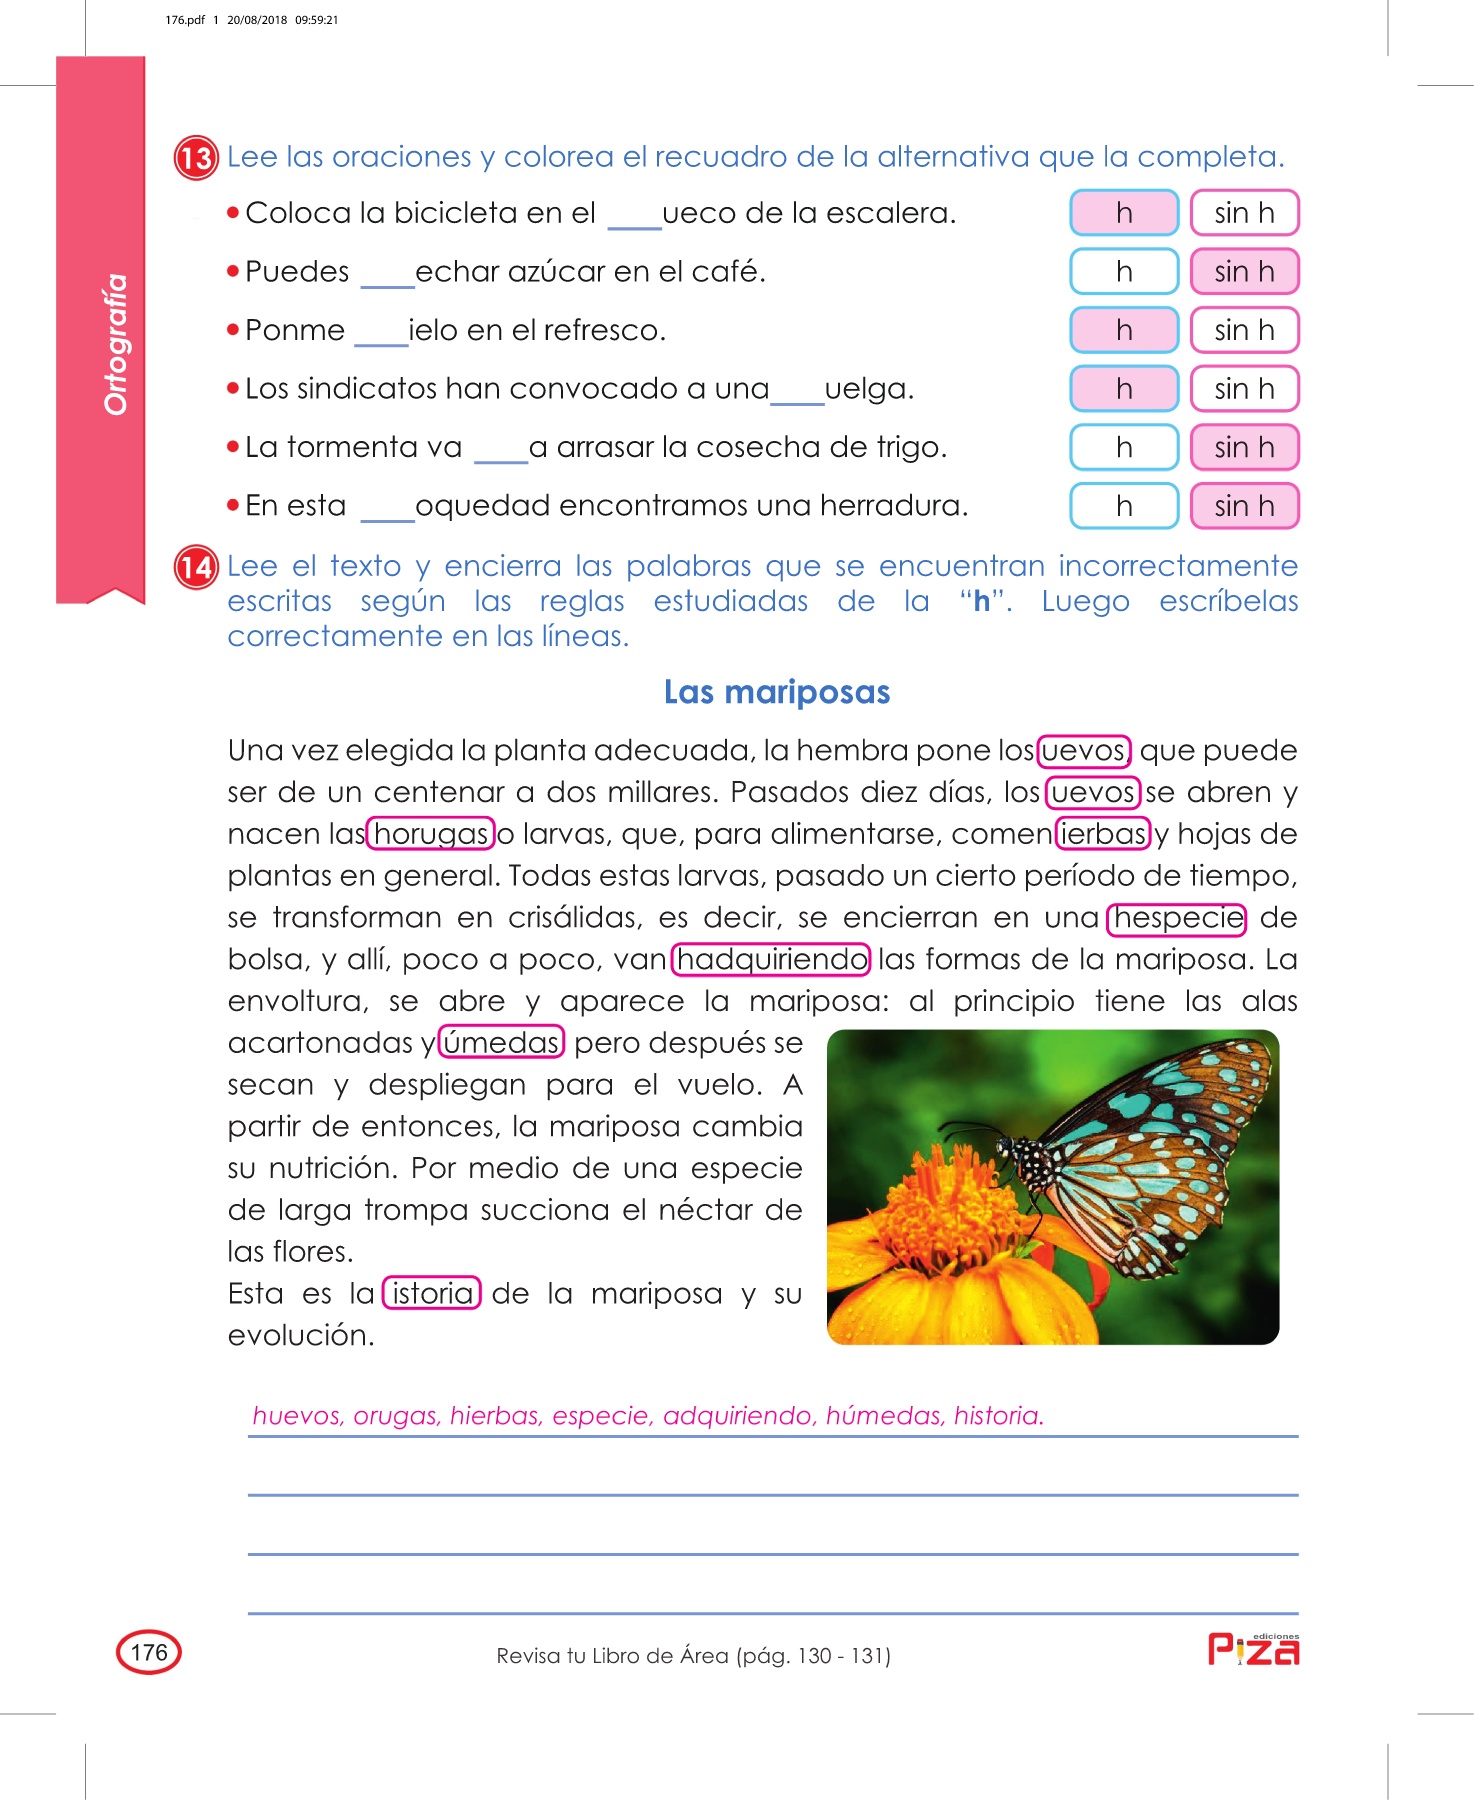 176.pdf 1 20/08/2018 09:59:21
Ortografía
13 Lee las oraciones y colorea el recuadro de la alternativa que la completa.
• Coloca la bicicleta en el ____ueco de la escalera. h sin h
• Puedes ____echar azúcar en el café. h sin h
• Ponme ____ielo en el refresco. h sin h
• Los sindicatos han convocado a una____uelga. h sin h
• La tormenta va ____a arrasar la cosecha de trigo. h sin h
• En esta ____oquedad encontramos una herradura. h sin h
14 Lee el texto y encierra las palabras que se encuentran incorrectamente
escritas según las reglas estudiadas de la “h”. Luego escríbelas
correctamente en las líneas.
Las mariposas
Una vez elegida la planta adecuada, la hembra pone los uevos, que puede
ser de un centenar a dos millares. Pasados diez días, los uevos se abren y
nacen las horugas o larvas, que, para alimentarse, comen ierbas y hojas de
plantas en general. Todas estas larvas, pasado un cierto período de tiempo,
se transforman en crisálidas, es decir, se encierran en una hespecie de
bolsa, y allí, poco a poco, van hadquiriendo las formas de la mariposa. La
envoltura, se abre y aparece la mariposa: al principio tiene las alas
acartonadas y úmedas pero después se
secan y despliegan para el vuelo. A
partir de entonces, la mariposa cambia
su nutrición. Por medio de una especie
de larga trompa succiona el néctar de
las flores.
Esta es la istoria de la mariposa y su
evolución.
huevos, orugas, hierbas, especie, adquiriendo, húmedas, historia.
176
Revisa tu Libro de Área (pág. 130 - 131)
ediciones
Piza